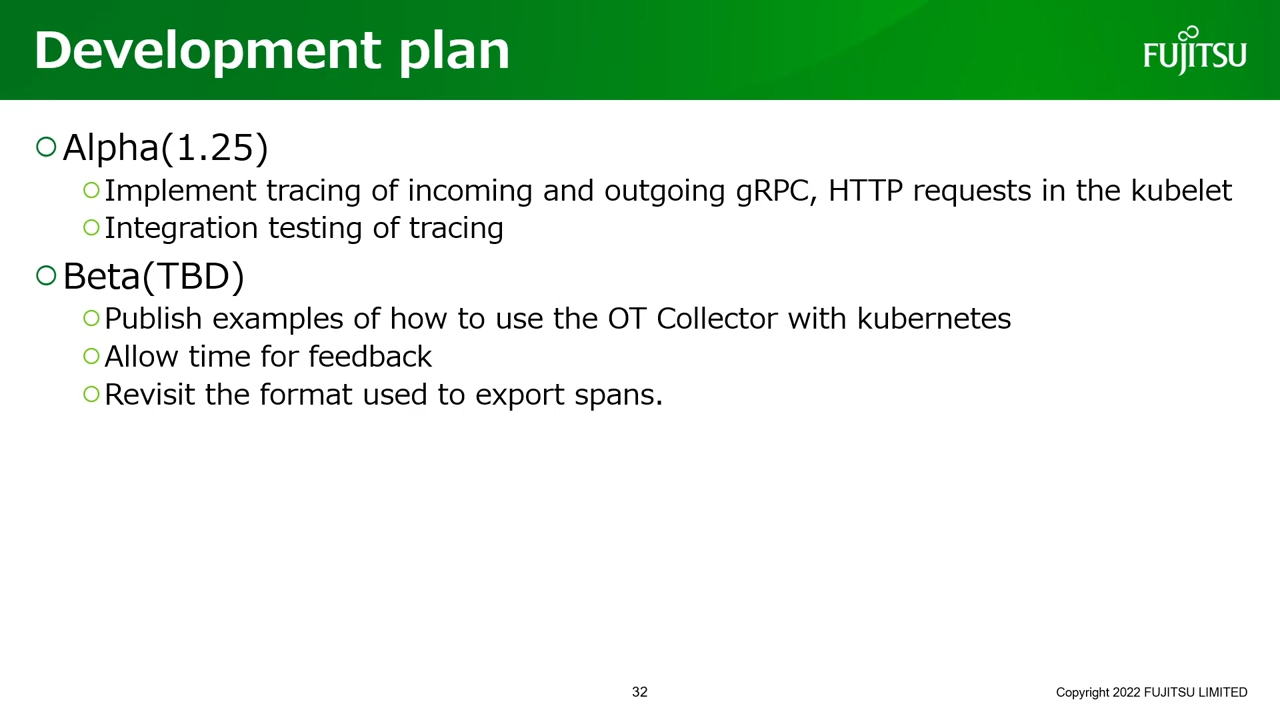 Development plan
FUJITSU
Alpha(1.25)
Implement tracing of incoming and outgoing gRPC, HTTP requests in the kubelet
Integration testing of tracing
Beta(TBD)
Publish examples of how to use the OT Collector with kubernetes
Allow time for feedback
Revisit the format used to export spans.
32
Copyright 2022 FUJITSU LIMITED